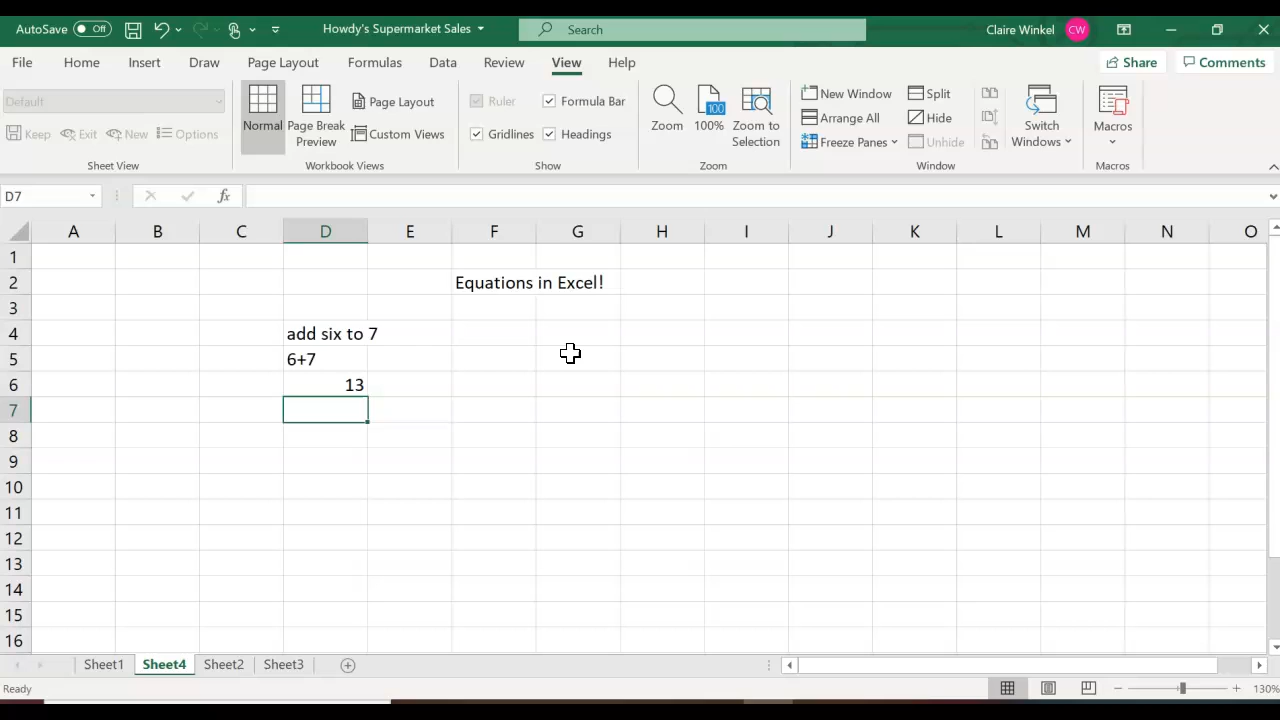 AutoSave Off Howdy's Supermarket Sales Search Claire Winkel CW
File Home Insert Draw Page Layout Formulas Data Review View Help Share Comments
Default
Keep Exit New Options
Sheet View
Normal
Page Break Preview
Page Layout
Custom Views
Workbook Views
Ruler
Formula Bar
Gridlines
Headings
Show
Zoom
100
100%
Zoom to Selection
Zoom
New Window
Arrange All
Freeze Panes
Split
Hide
Unhide
Switch Windows
Window
Macros
Macros
D7 fx
A B C D E F G H I J K L M N O
1
2 Equations in Excel!
3
4 add six to 7
5 6+7
6 13
7
8
9
10
11
12
13
14
15
16
Sheet1 Sheet4 Sheet2 Sheet3
Ready 130%